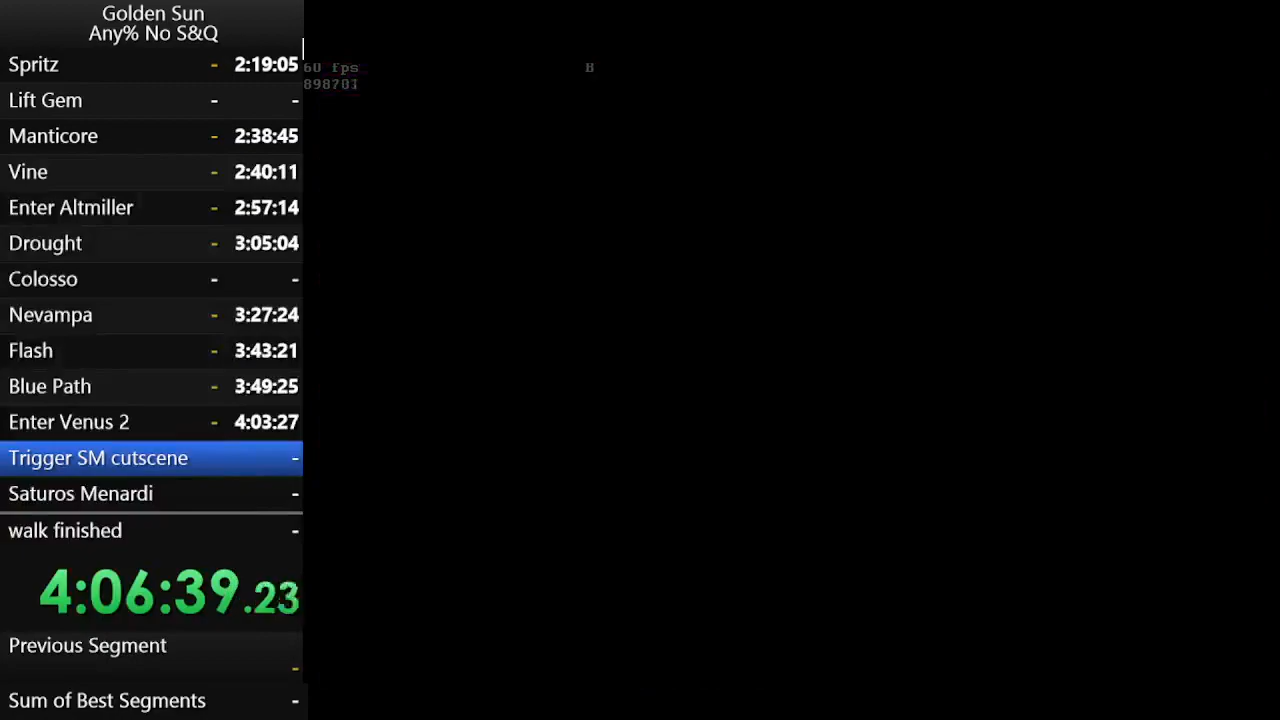 Golden Sun
Any% No S&Q
Spritz - 2:19:05
Lift Gem - -
Manticore - 2:38:45
Vine - 2:40:11
Enter Altmiller - 2:57:14
Drought - 3:05:04
Colosso - -
Nevampa - 3:27:24
Flash - 3:43:21
Blue Path - 3:49:25
Enter Venus 2 - 4:03:27
Trigger SM cutscene -
Saturos Menardi -
walk finished -
4:06:39.23
Previous Segment
-
Sum of Best Segments -
60 fps B